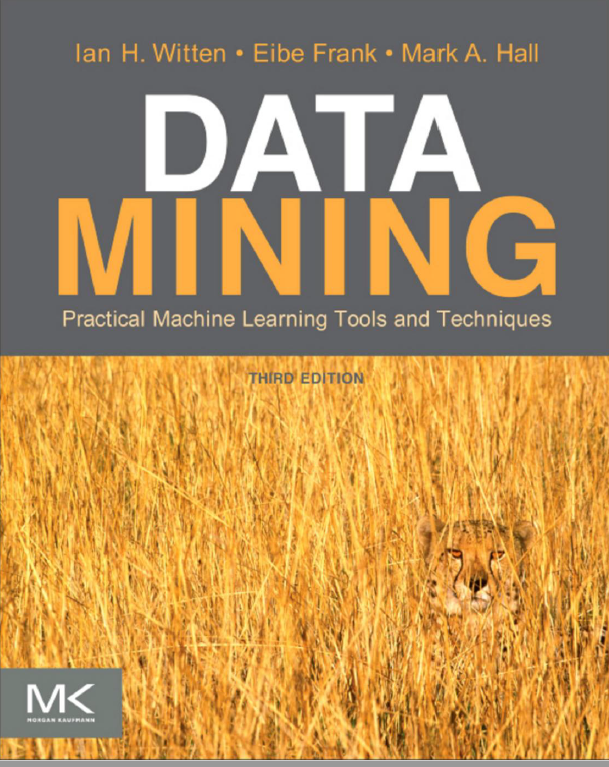 Ian H. Witten • Eibe Frank • Mark A. Hall
DATA
MINING
Practical Machine Learning Tools and Techniques
THIRD EDITION
MK
MORGAN KAUFMANN